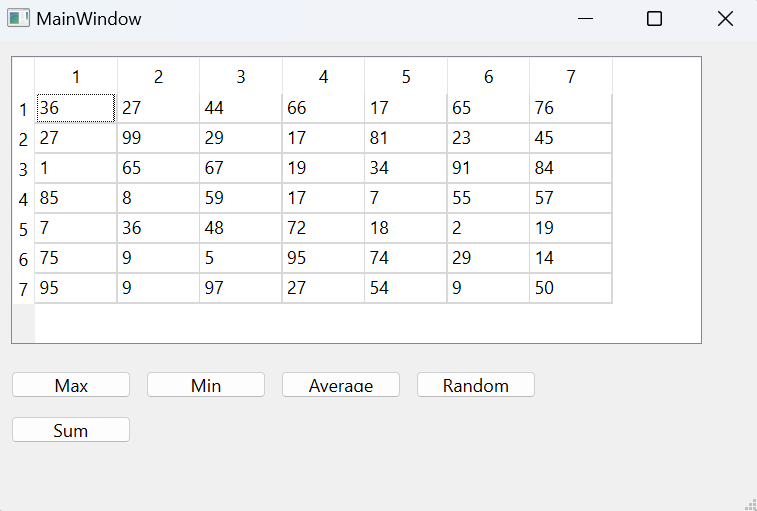 MainWindow
1 2 3 4 5 6 7
1 36 27 44 66 17 65 76
2 27 99 29 17 81 23 45
3 1 65 67 19 34 91 84
4 85 8 59 17 7 55 57
5 7 36 48 72 18 2 19
6 75 9 5 95 74 29 14
7 95 9 97 27 54 9 50
Max Min Average Random
Sum